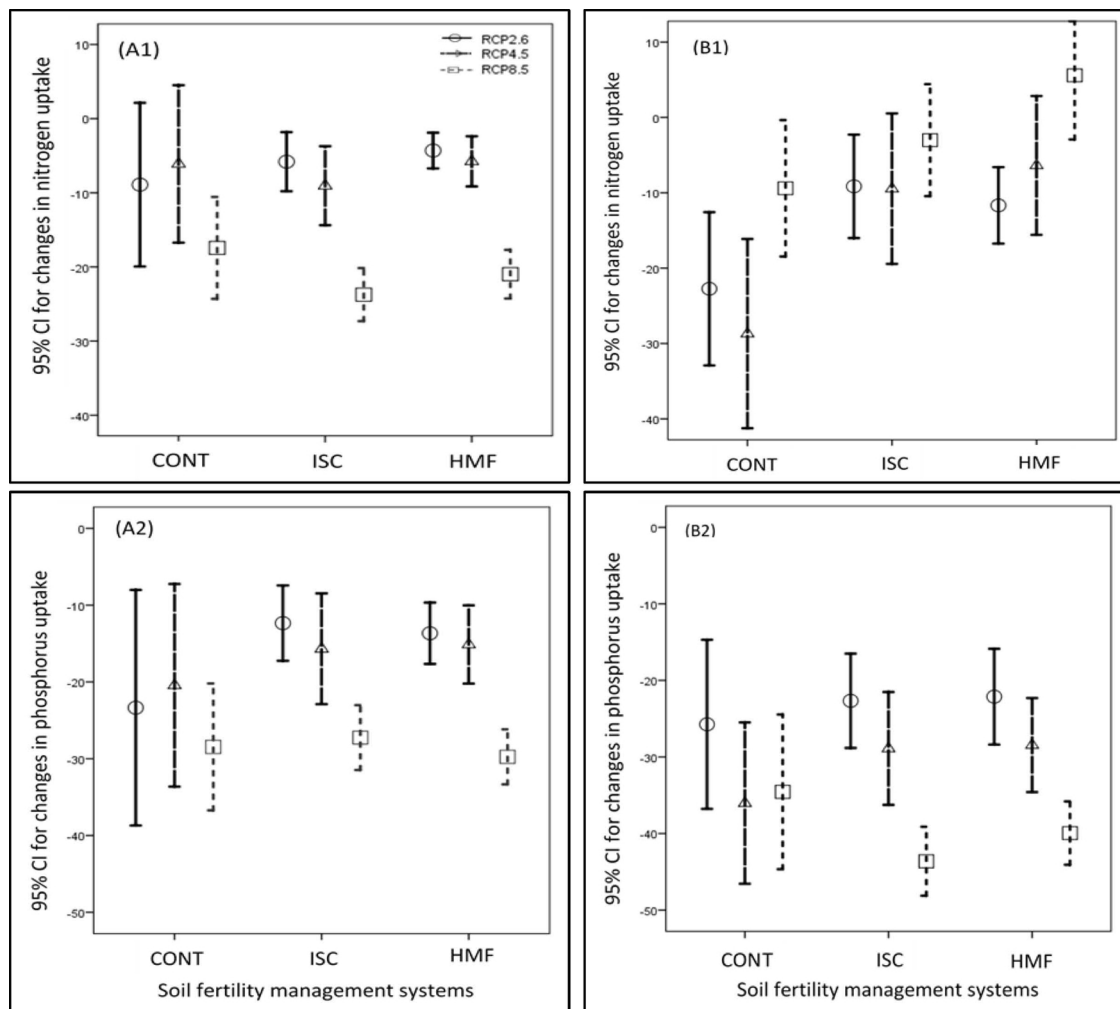 (A1)
RCP2.6
RCP4.5
RCP8.5
95% CI for changes in nitrogen uptake
10
0
-10
-20
-30
-40
CONT ISC HMF
(B1)
95% CI for changes in nitrogen uptake
10
0
-10
-20
-30
-40
CONT ISC HMF
(A2)
95% CI for changes in phosphorus uptake
0
-10
-20
-30
-40
-50
CONT ISC HMF
Soil fertility management systems
(B2)
95% CI for changes in phosphorus uptake
0
-10
-20
-30
-40
-50
CONT ISC HMF
Soil fertility management systems